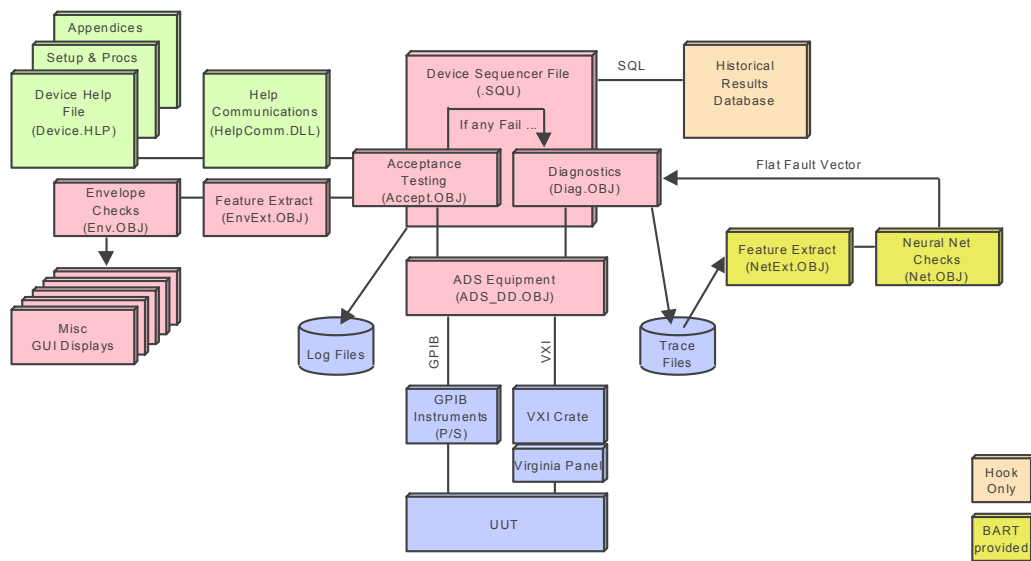 Appendices
Setup & Procs
Device Help
File
(Device.HLP)
Help
Communications
(HelpComm.DLL)
Device Sequencer File
(.SQU)
If any Fail ...
SQL
Historical
Results
Database
Acceptance
Testing
(Accept.OBJ)
Diagnostics
(Diag.OBJ)
Flat Fault Vector
Envelope
Checks
(Env.OBJ)
Feature Extract
(EnvExt.OBJ)
Feature Extract
(NetExt.OBJ)
Neural Net
Checks
(Net.OBJ)
ADS Equipment
(ADS_DD.OBJ)
Misc
GUI Displays
Log Files
GPIB
VXI
Trace
Files
GPIB
Instruments
(P/S)
VXI Crate
Virginia Panel
UUT
Hook
Only
BART
provided